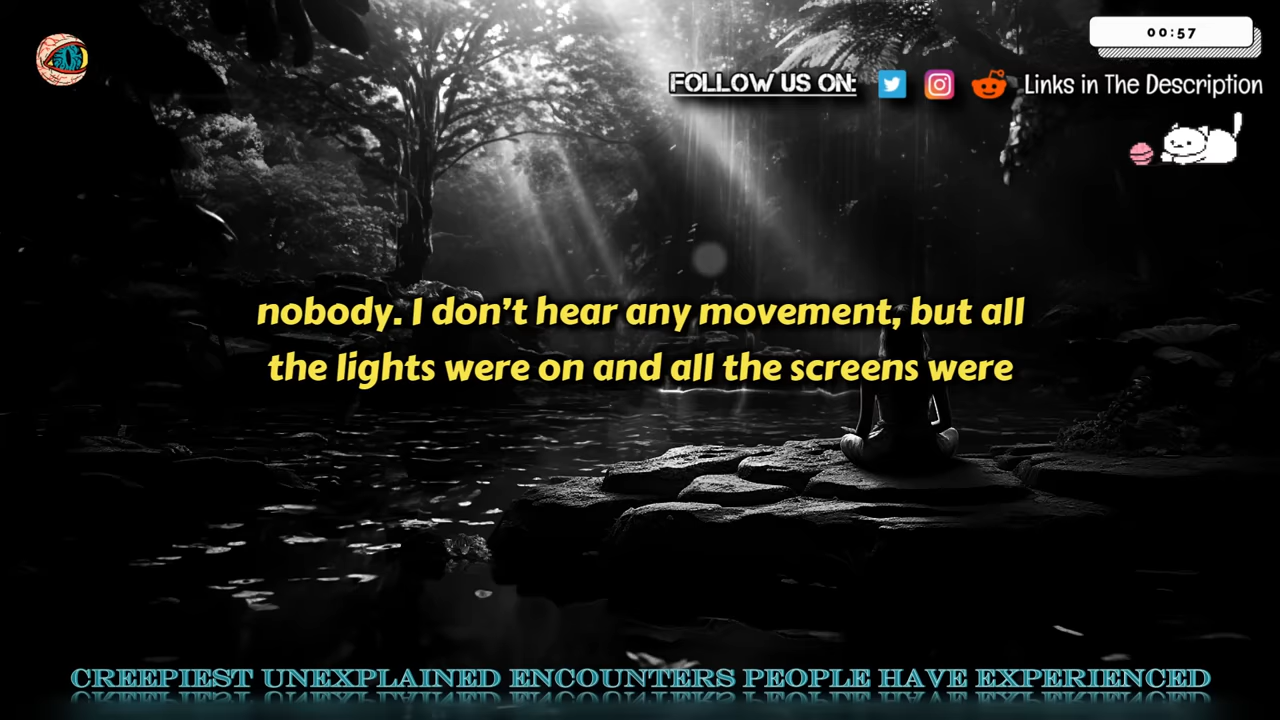 00:57
FOLLOW US ON:
Links in The Description
nobody. I don't hear any movement, but all
the lights were on and all the screens were
CREEPIEST UNEXPLAINED ENCOUNTERS PEOPLE HAVE EXPERIENCED